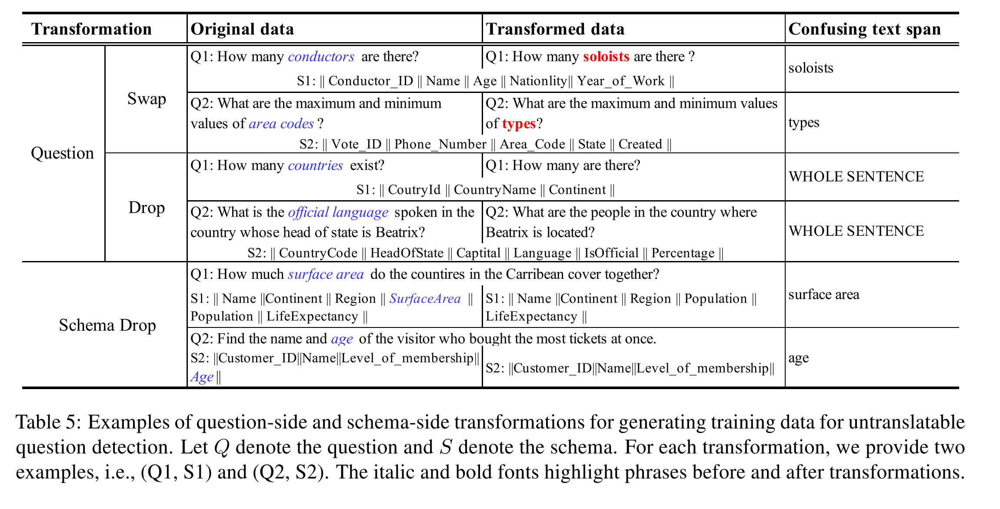 Transformation Original data Transformed data Confusing text span
Question
Swap
Q1: How many conductors are there?
Q1: How many soloists are there ?
S1: || Conductor_ID || Name || Age || Nationlity|| Year_of_Work ||
soloists
Q2: What are the maximum and minimum
values of area codes ?
Q2: What are the maximum and minimum values
of types?
S2: || Vote_ID || Phone_Number || Area_Code || State || Created ||
types
Drop
Q1: How many countries exist?
Q1: How many are there?
S1: || CoutryId || CountryName || Continent ||
WHOLE SENTENCE
Q2: What is the official language spoken in the
country whose head of state is Beatrix?
Q2: What are the people in the country where
Beatrix is located?
S2: || CountryCode || HeadOfState || Captital || Language || IsOfficial || Percentage ||
WHOLE SENTENCE
Schema Drop
Q1: How much surface area do the countires in the Carribean cover together?
S1: || Name ||Continent || Region || SurfaceArea ||
Population || LifeExpectancy ||
S1: || Name ||Continent || Region || Population ||
LifeExpectancy ||
surface area
Q2: Find the name and age of the visitor who bought the most tickets at once.
S2: ||Customer_ID||Name||Level_of_membership||
Age ||
S2: ||Customer_ID||Name||Level_of_membership||
age
Table 5: Examples of question-side and schema-side transformations for generating training data for untranslatable
question detection. Let Q denote the question and S denote the schema. For each transformation, we provide two
examples, i.e., (Q1, S1) and (Q2, S2). The italic and bold fonts highlight phrases before and after transformations.